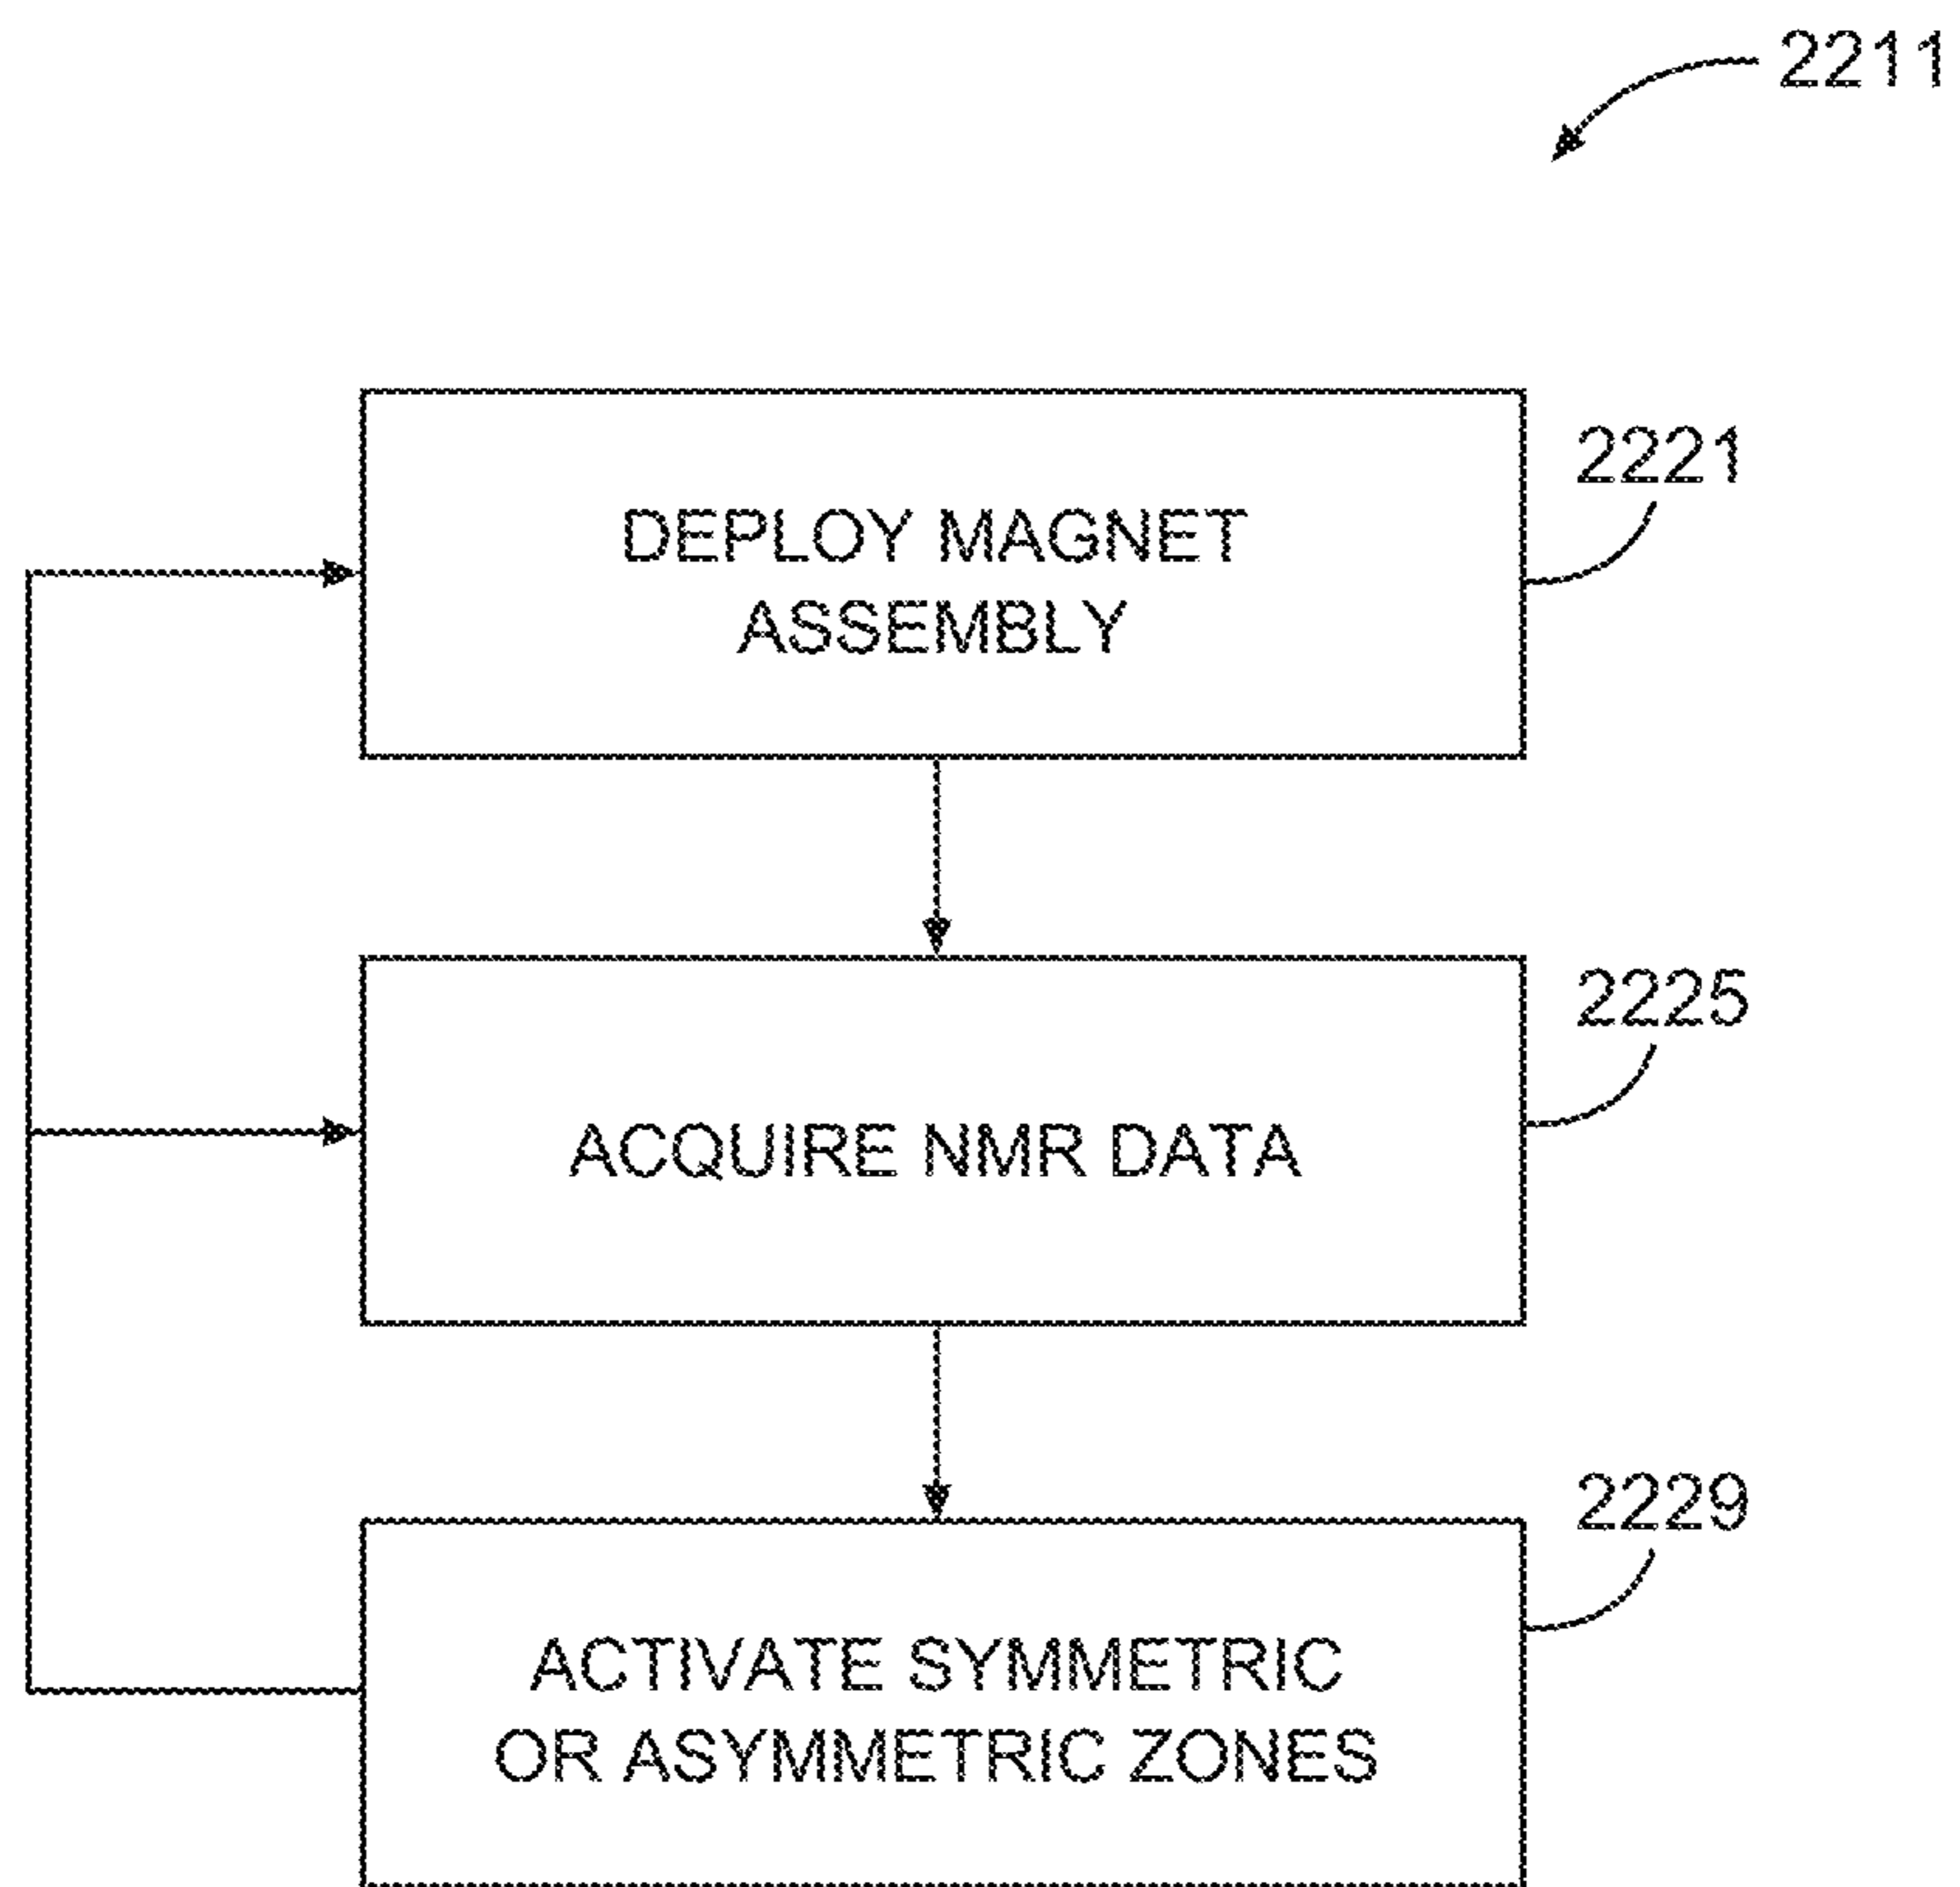 2211
2221
DEPLOY MAGNET
ASSEMBLY
2225
ACQUIRE NMR DATA
2229
ACTIVATE SYMMETRIC
OR ASYMMETRIC ZONES